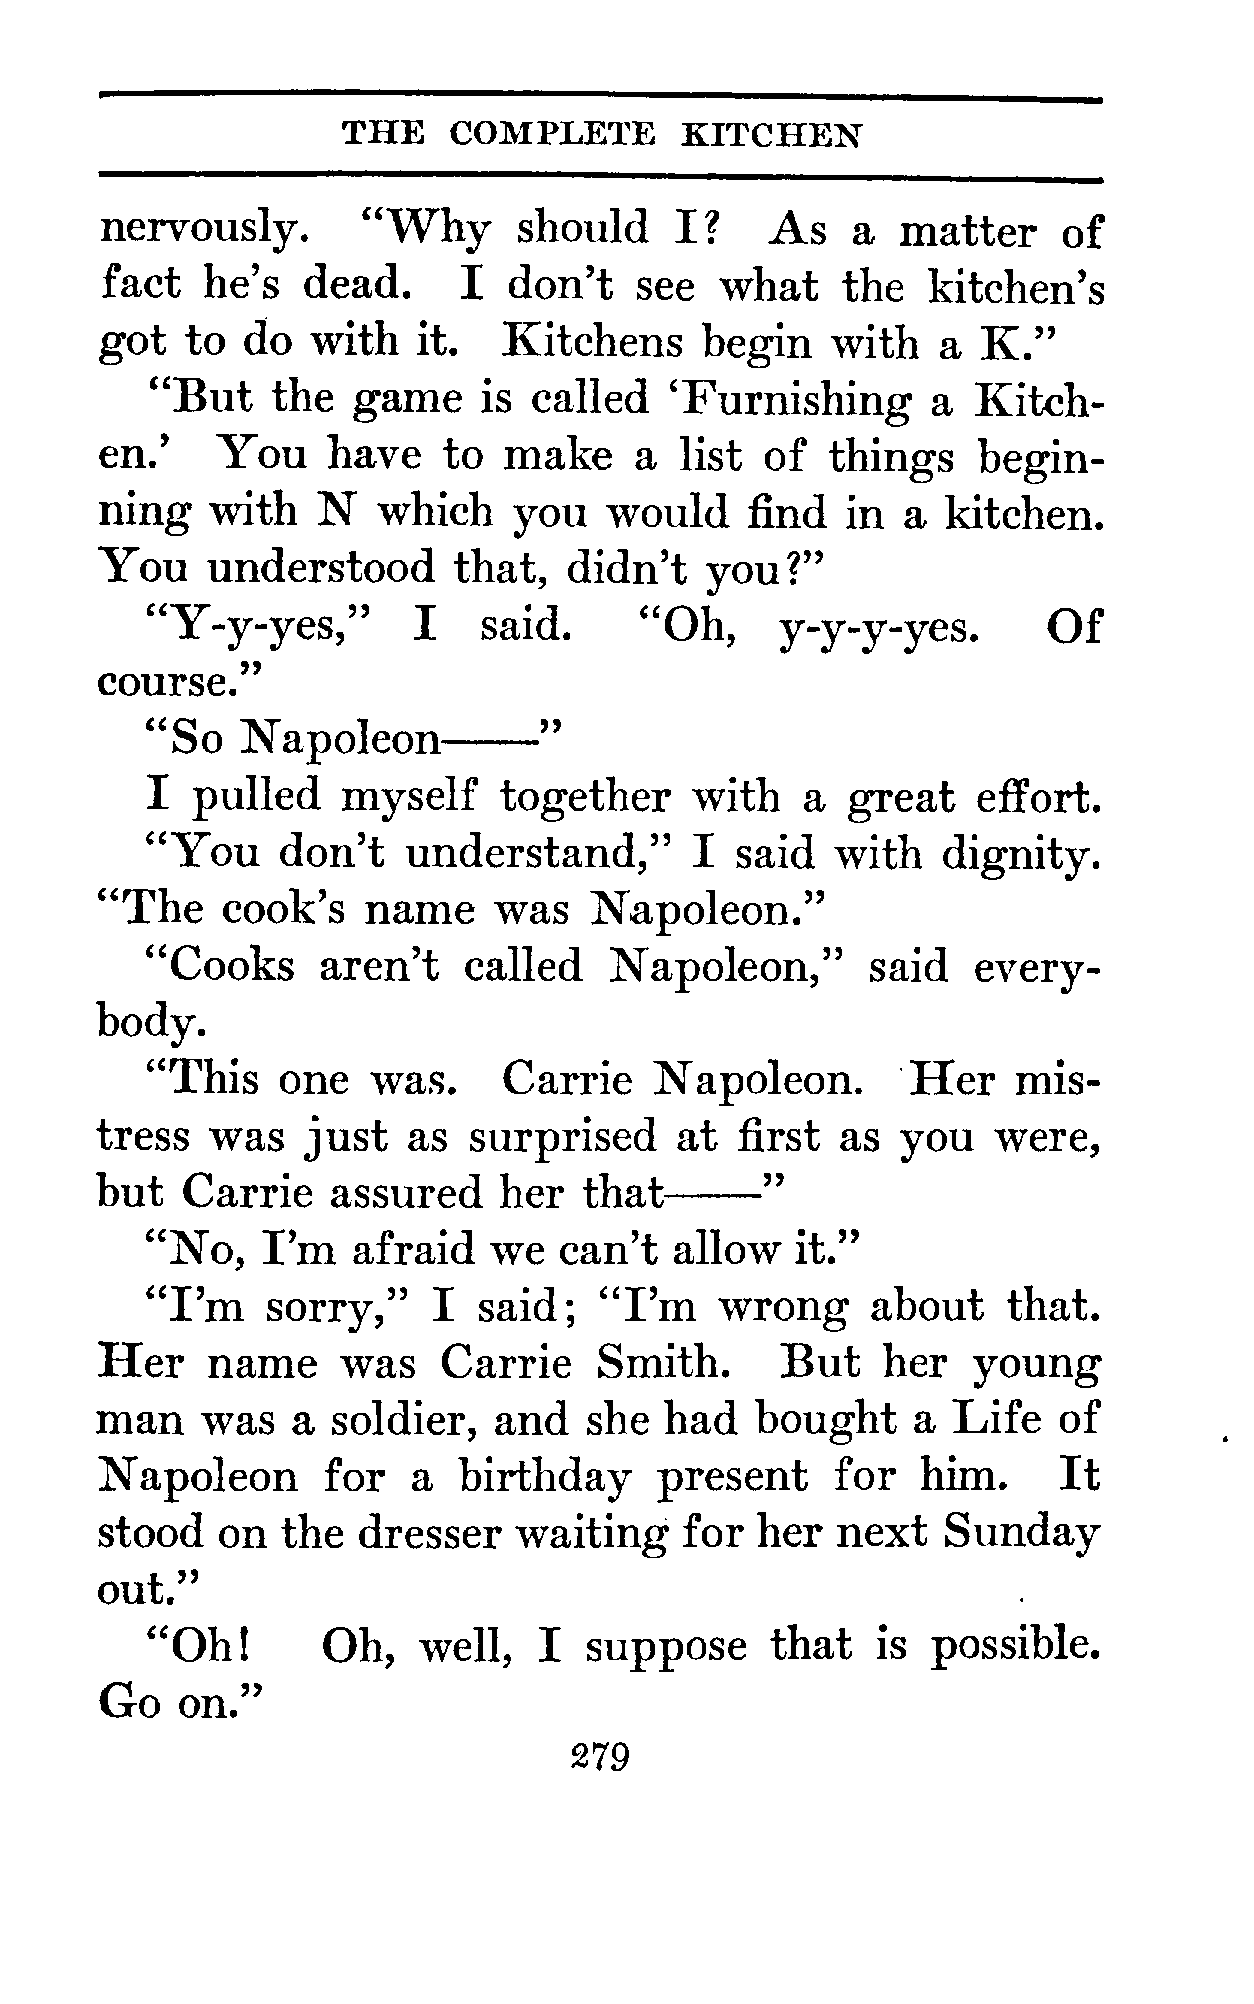 THE COMPLETE KITCHEN
nervously. “Why should I? As a matter of
fact he’s dead. I don’t see what the kitchen’s
got to do with it. Kitchens begin with a K.”
“But the game is called ‘Furnishing a Kitch-
en.’ You have to make a list of things begin-
ning with N which you would find in a kitchen.
You understood that, didn’t you?”
“Y-y-yes,” I said. “Oh, y-y-y-yes. Of
course.”
“So Napoleon——”
I pulled myself together with a great effort.
“You don’t understand,” I said with dignity.
“The cook’s name was Napoleon.”
“Cooks aren’t called Napoleon,” said every-
body.
“This one was. Carrie Napoleon. Her mis-
tress was just as surprised at first as you were,
but Carrie assured her that——”
“No, I’m afraid we can’t allow it.”
“I’m sorry,” I said; “I’m wrong about that.
Her name was Carrie Smith. But her young
man was a soldier, and she had bought a Life of
Napoleon for a birthday present for him. It
stood on the dresser waiting for her next Sunday
out.”
“Oh! Oh, well, I suppose that is possible.
Go on.”
279